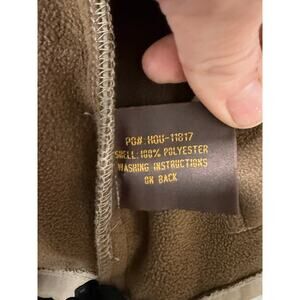 PO#: HOU-11817
SHELL: 100% POLYESTER
WASHING INSTRUCTIONS
ON BACK